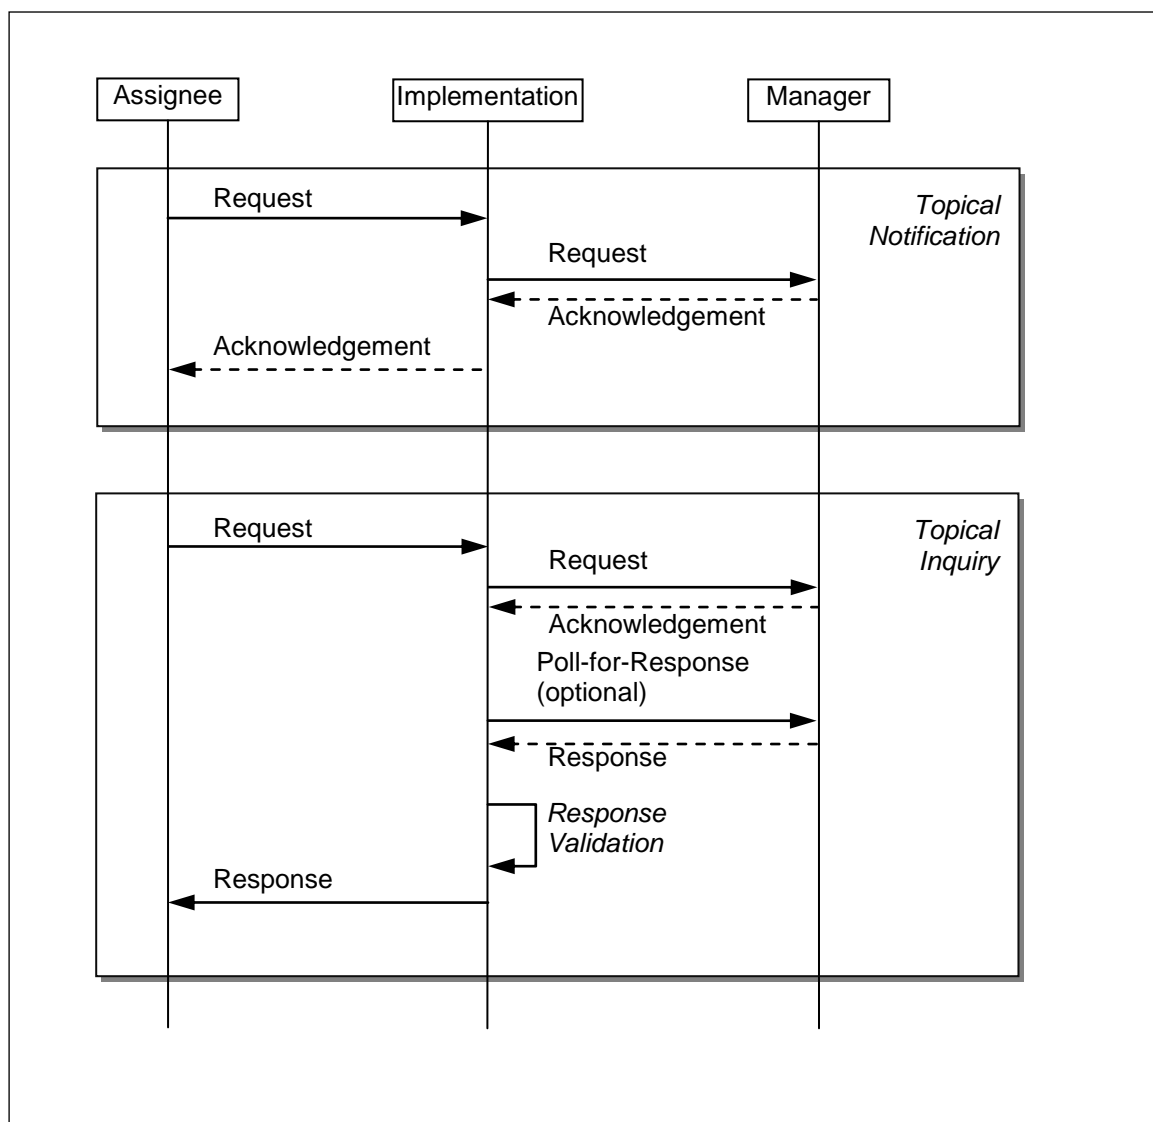 Assignee
Implementation
Manager
Request
Topical
Notification
Request
Acknowledgement
Acknowledgement
Request
Topical
Inquiry
Request
Acknowledgement
Poll-for-Response
(optional)
Response
Response
Validation
Response